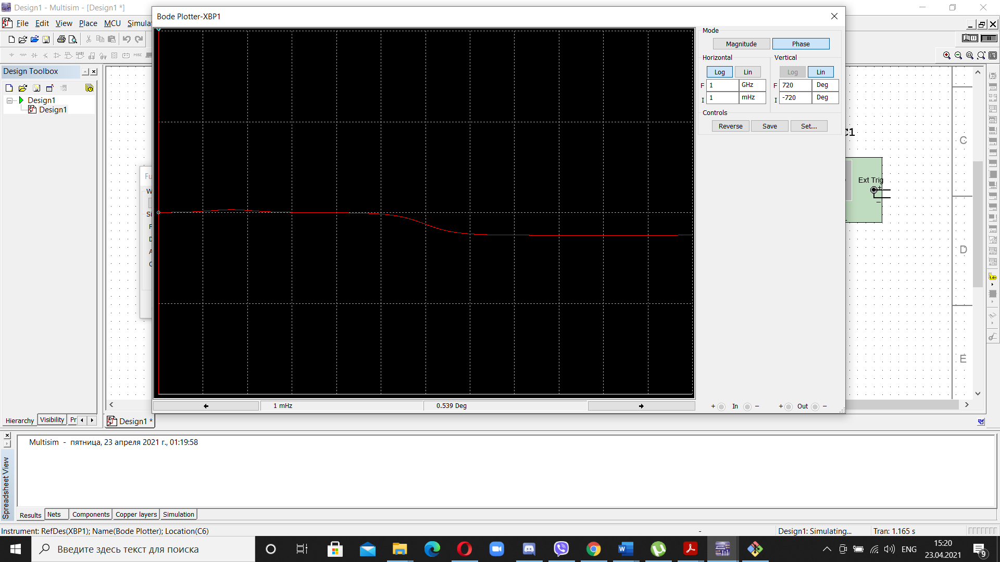 Design1 - Multisim - [Design1 *]
File Edit View Place MCU Simula
Bode Plotter-XBP1
Mode
Magnitude Phase
Horizontal Vertical
Log Lin Log Lin
F 1 GHz F 720 Deg
I 1 mHz I -720 Deg
Controls
Reverse Save Set...
MISC
Design Toolbox
Design1
Design1
Fu
W
Si
F
D
A
C
C1
Ext Trig
+
−
C
D
E
1.4v
1 mHz 0.539 Deg
+ In − + Out −
Hierarchy Visibility Pr
Design1 *
Multisim - пятница, 23 апреля 2021 г., 01:19:58
Spreadsheet View
Results Nets Components Copper layers Simulation
Instrument: RefDes(XBP1); Name(Bode Plotter); Location(C6) - Design1: Simulating... Tran: 1.165 s
Введите здесь текст для поиска
ENG
15:20
23.04.2021
9